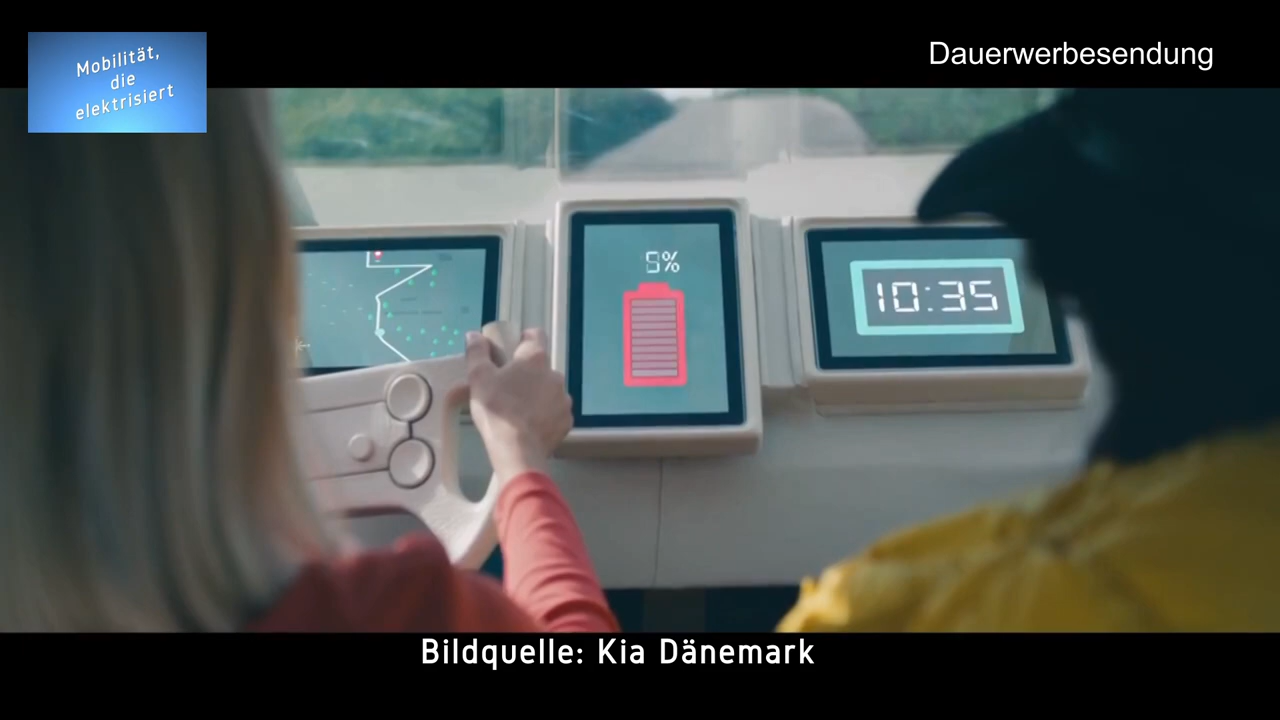 Mobilität,
die
elektrisiert
Dauerwerbesendung
5%
10:35
Bildquelle: Kia Dänemark